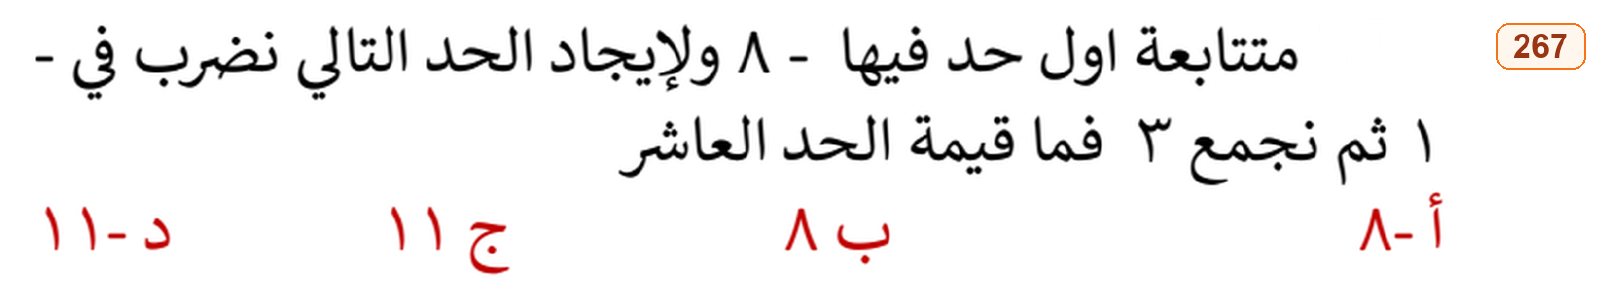 267
متتابعة اول حد فيها - ٨ ولإيجاد الحد التالي نضرب في -
١ ثم نجمع ٣ فما قيمة الحد العاشر
أ -٨ ب ٨ ج ١١ د -١١